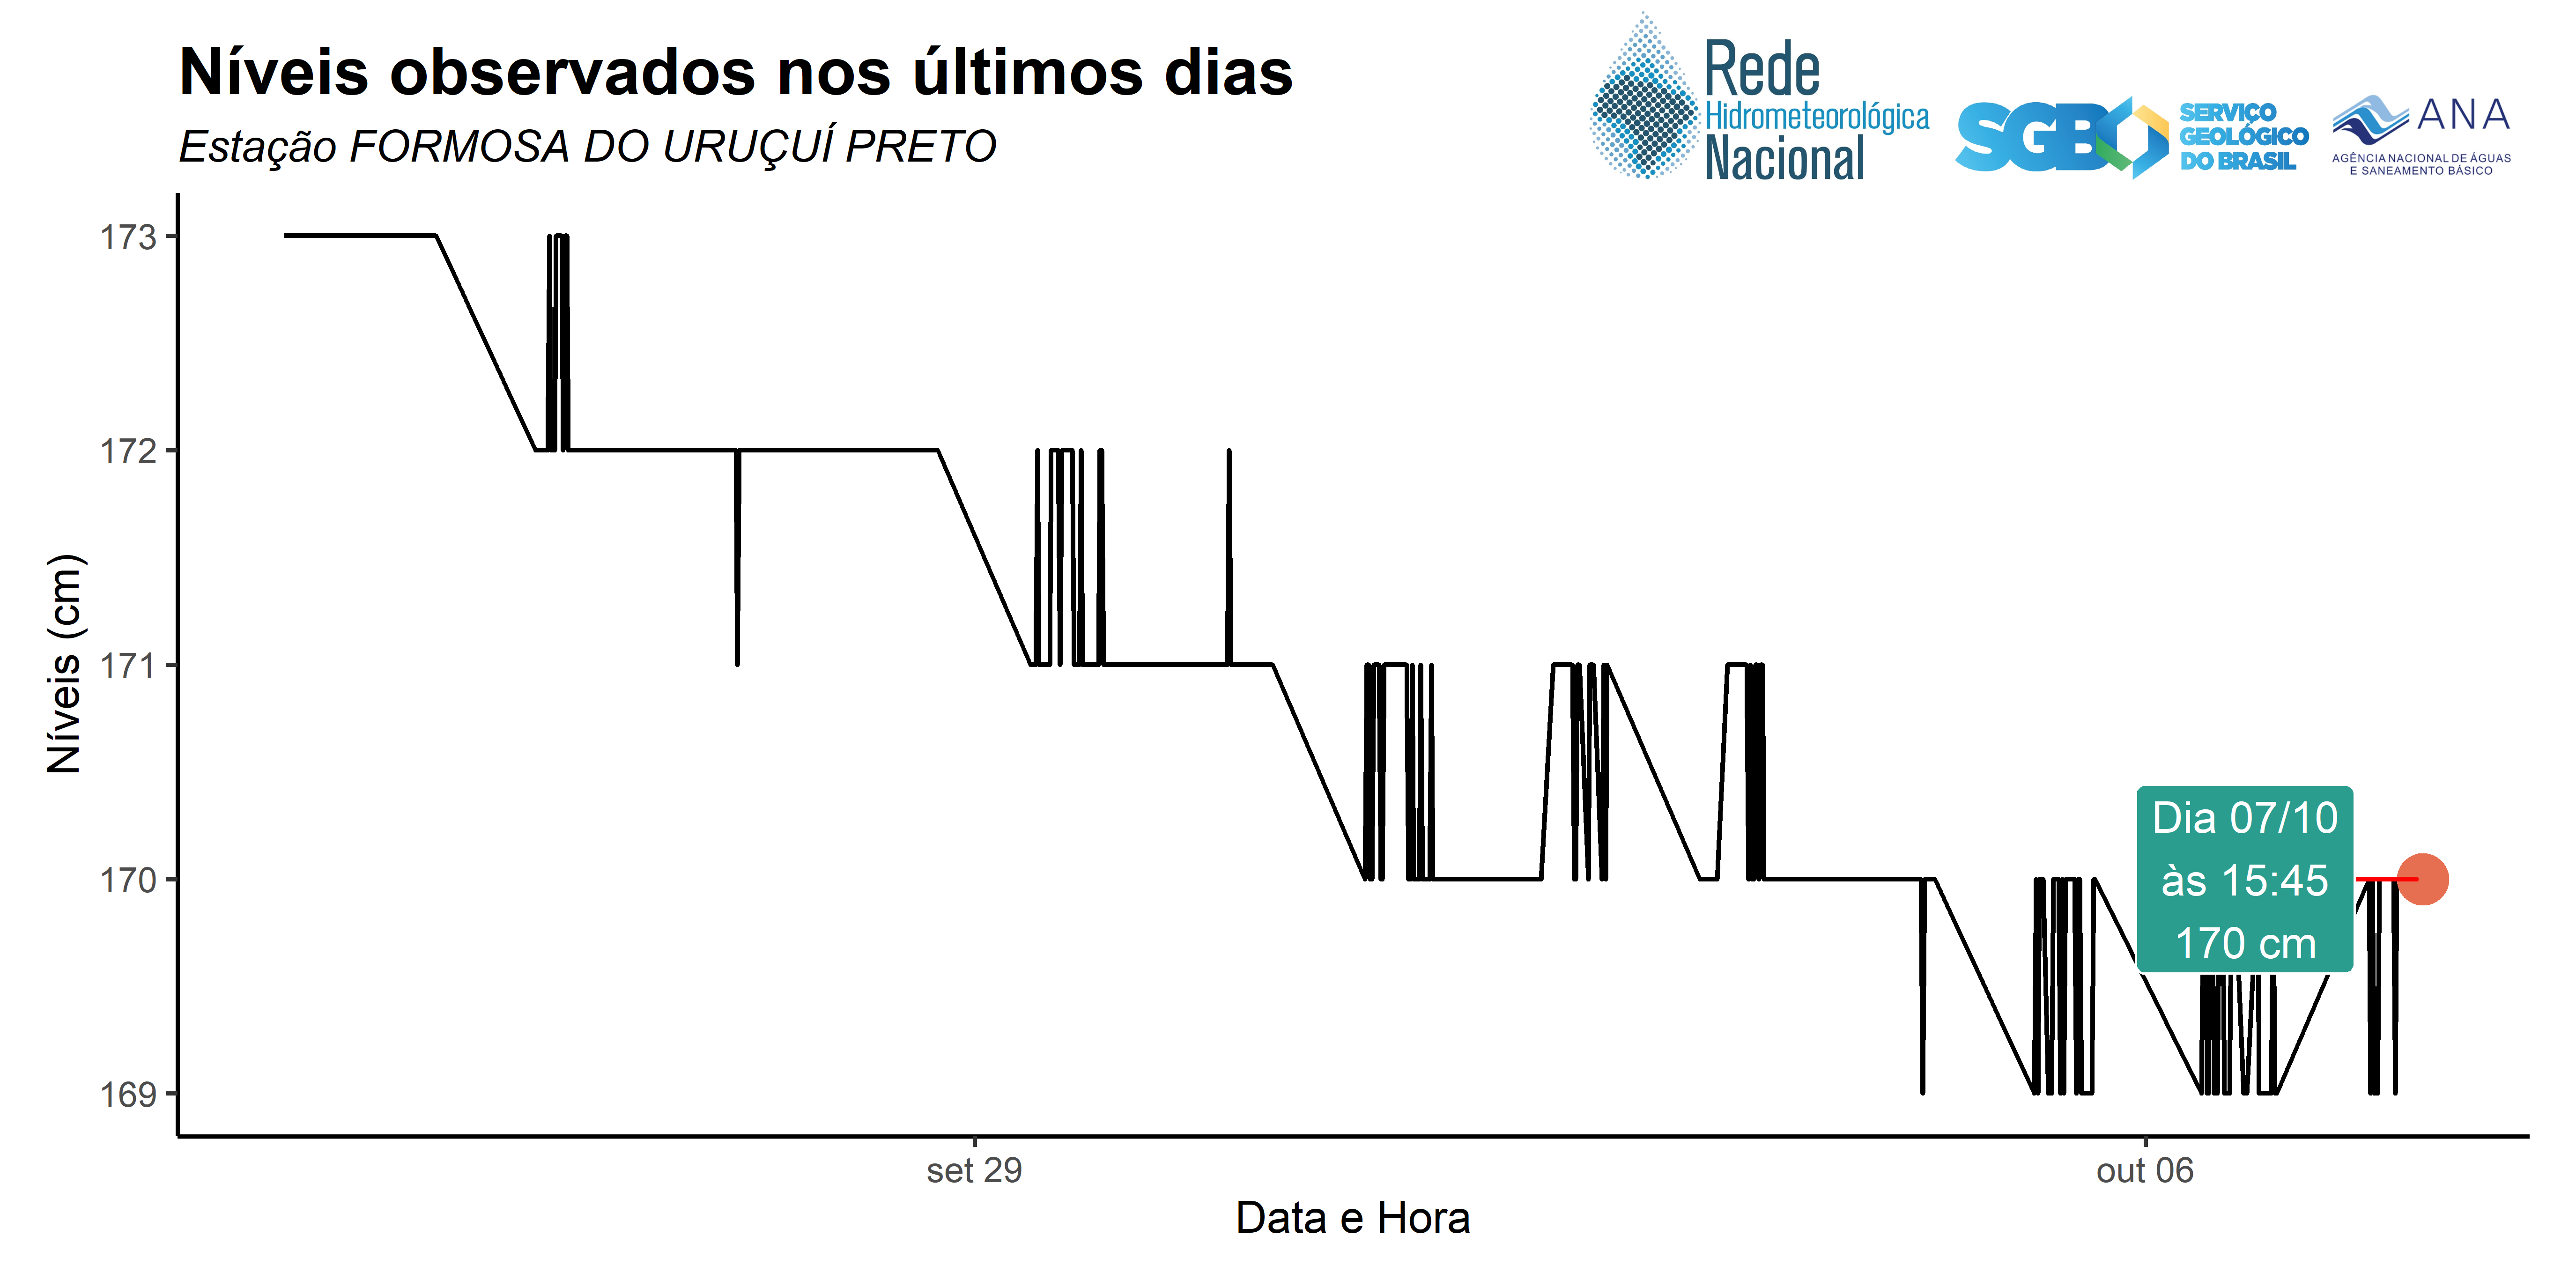 Níveis observados nos últimos dias
Estação FORMOSA DO URUÇUÍ PRETO
Rede
Hidrometeorológica
Nacional
SGB
SERVIÇO
GEOLÓGICO
DO BRASIL
ANA
AGÊNCIA NACIONAL DE ÁGUAS
E SANEAMENTO BÁSICO
Níveis (cm)
173
172
171
170
169
Dia 07/10
às 15:45
170 cm
set 29
out 06
Data e Hora